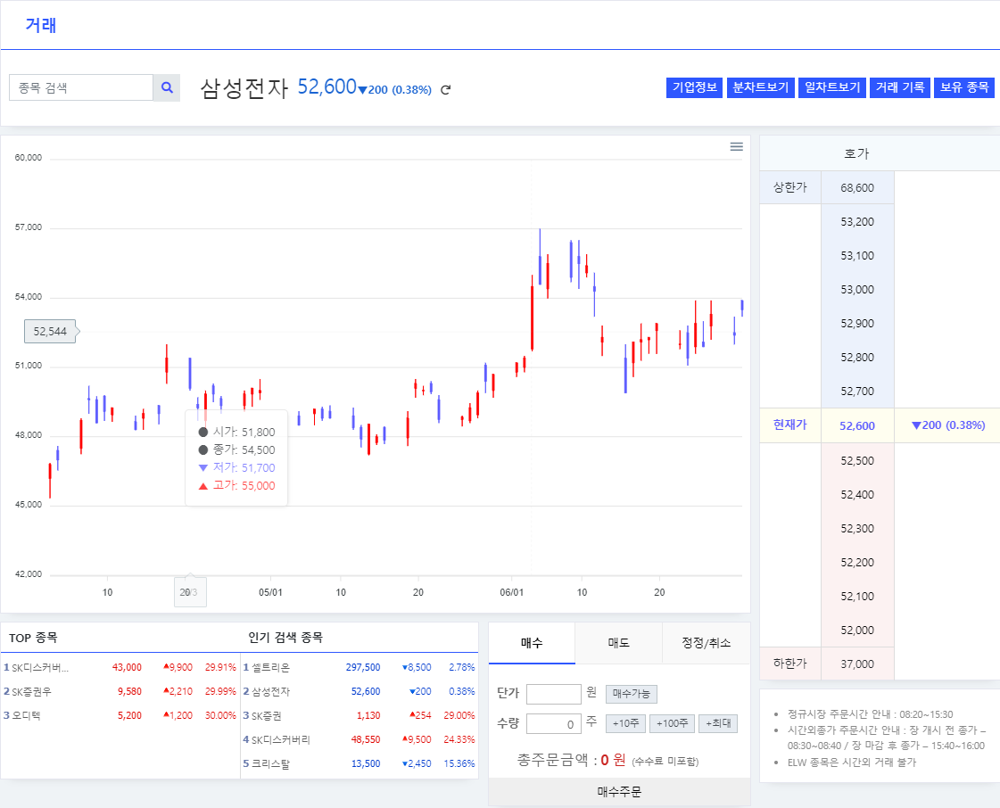 거래
종목 검색
삼성전자 52,600▼200 (0.38%)
기업정보 분차트보기 일차트보기 거래 기록 보유 종목
60,000
57,000
54,000
52,544
51,000
48,000
45,000
42,000
시가: 51,800
종가: 54,500
▼ 저가: 51,700
▲ 고가: 55,000
10 05/01 10 20 06/01 10 20
호가
상한가 68,600
53,200
53,100
53,000
52,900
52,800
52,700
현재가 52,600 ▼200 (0.38%)
52,500
52,400
52,300
52,200
52,100
52,000
하한가 37,000
TOP 종목
1 SK디스커버... 43,000 ▲9,900 29.91%
2 SK증권우 9,580 ▲2,210 29.99%
3 오디텍 5,200 ▲1,200 30.00%
인기 검색 종목
1 셀트리온 297,500 ▼8,500 2.78%
2 삼성전자 52,600 ▼200 0.38%
3 SK증권 1,130 ▲254 29.00%
4 SK디스커버리 48,550 ▲9,500 24.33%
5 크리스탈 13,500 ▼2,450 15.36%
매수 매도 정정/취소
단가 원 매수가능
수량 0 주 +10주 +100주 +최대
총주문금액 : 0 원 (수수료 미포함)
매수주문
• 정규시장 주문시간 안내 : 08:20~15:30
• 시간외종가 주문시간 안내 : 장 개시 전 종가 –
08:30~08:40 / 장 마감 후 종가 – 15:40~16:00
• ELW 종목은 시간외 거래 불가